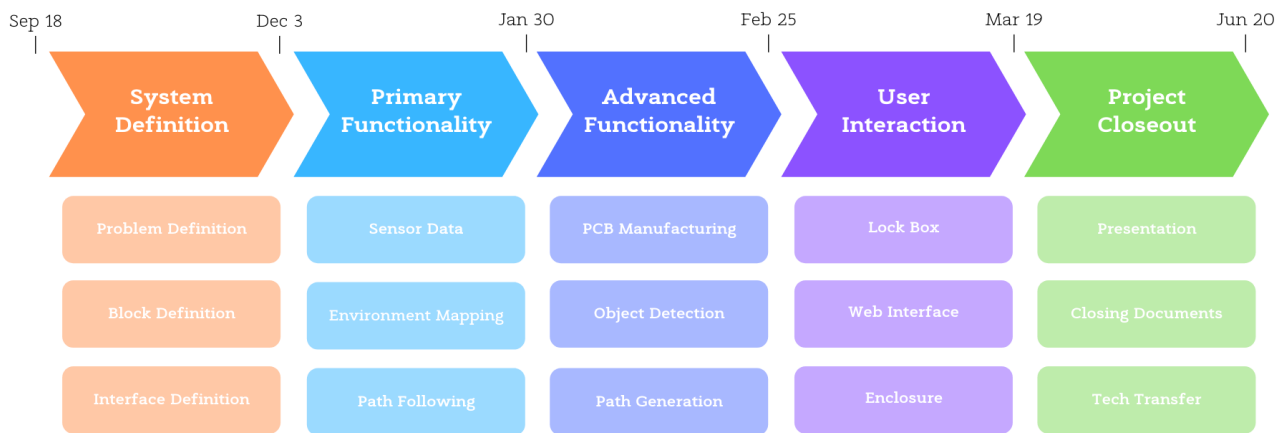 Sep 18
Dec 3
Jan 30
Feb 25
Mar 19
Jun 20
System
Definition
Primary
Functionality
Advanced
Functionality
User
Interaction
Project
Closeout
Problem Definition
Sensor Data
PCB Manufacturing
Lock Box
Presentation
Block Definition
Environment Mapping
Object Detection
Web Interface
Closing Documents
Interface Definition
Path Following
Path Generation
Enclosure
Tech Transfer